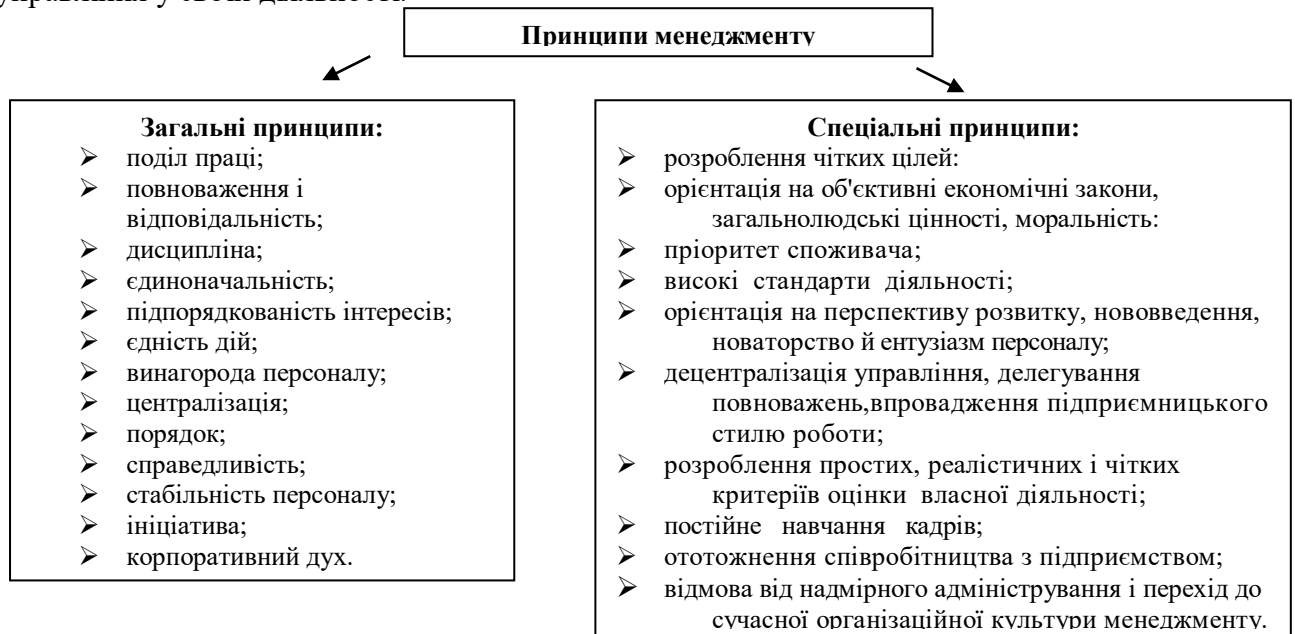 управління у своїй діяльності.
Принципи менеджменту
Загальні принципи:
➢ поділ праці;
➢ повноваження і
відповідальність;
➢ дисципліна;
➢ єдиноначальність;
➢ підпорядкованість інтересів;
➢ єдність дій;
➢ винагорода персоналу;
➢ централізація;
➢ порядок;
➢ справедливість;
➢ стабільність персоналу;
➢ ініціатива;
➢ корпоративний дух.
Спеціальні принципи:
➢ розроблення чітких цілей:
➢ орієнтація на об'єктивні економічні закони,
загальнолюдські цінності, моральність:
➢ пріоритет споживача;
➢ високі стандарти діяльності;
➢ орієнтація на перспективу розвитку, нововведення,
новаторство й ентузіазм персоналу;
➢ децентралізація управління, делегування
повноважень,впровадження підприємницького
стилю роботи;
➢ розроблення простих, реалістичних і чітких
критеріїв оцінки власної діяльності;
➢ постійне навчання кадрів;
➢ ототожнення співробітництва з підприємством;
➢ відмова від надмірного адміністрування і перехід до
сучасної організаційної культури менеджменту.